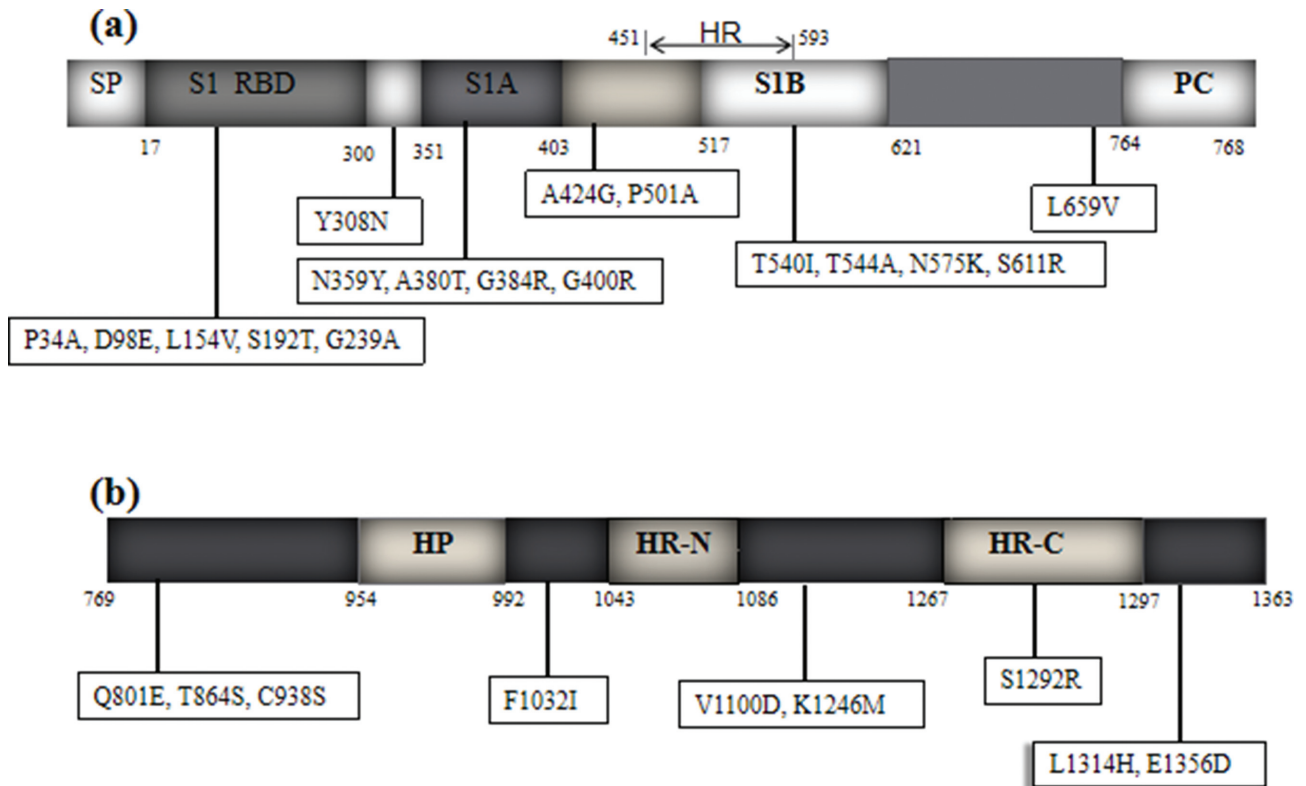 (a)
451 HR 593
SP S1 RBD S1A S1B PC
17 300 351 403 517 621 764 768
A424G, P501A
L659V
Y308N
T540I, T544A, N575K, S611R
N359Y, A380T, G384R, G400R
P34A, D98E, L154V, S192T, G239A
(b)
HP HR-N HR-C
769 954 992 1043 1086 1267 1297 1363
S1292R
Q801E, T864S, C938S
F1032I
V1100D, K1246M
L1314H, E1356D